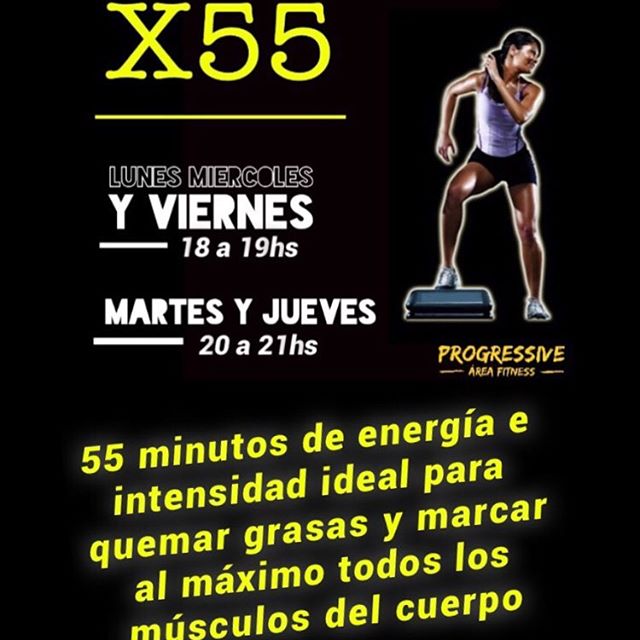 X55
LUNES MIERCOLES
Y VIERNES
18 a 19hs
MARTES Y JUEVES
20 a 21hs
PROGRESSIVE
ÁREA FITNESS
55 minutos de energía e
intensidad ideal para
quemar grasas y marcar
al máximo todos los
músculos del cuerpo